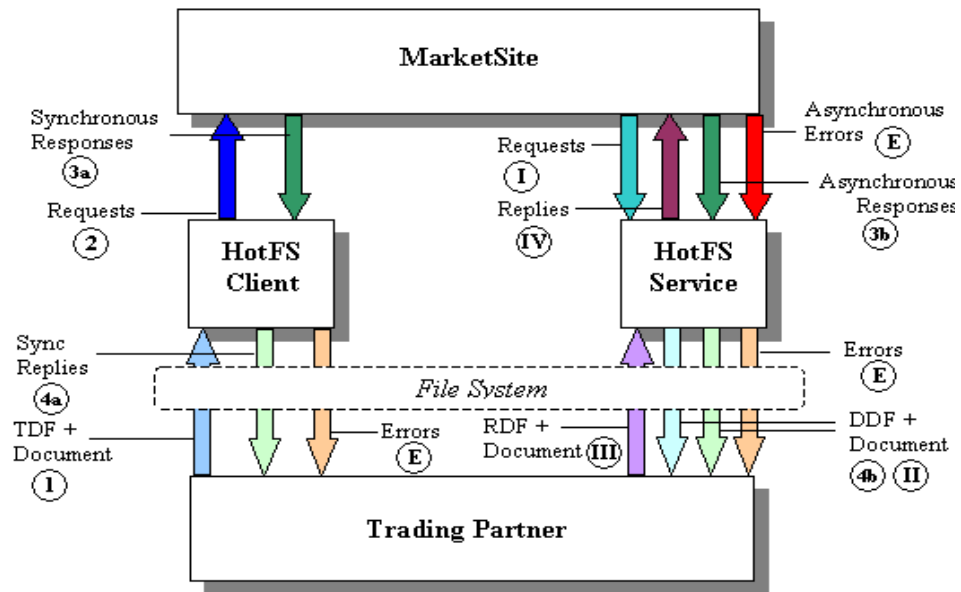 MarketSite
Synchronous
Responses
3a
Requests
2
Requests
I
Replies
IV
Asynchronous
Errors
E
Asynchronous
Responses
3b
HotFS
Client
HotFS
Service
Sync
Replies
4a
Errors
E
File System
TDF +
Document
1
Errors
E
RDF +
Document III
DDF +
Document
4b II
Trading Partner